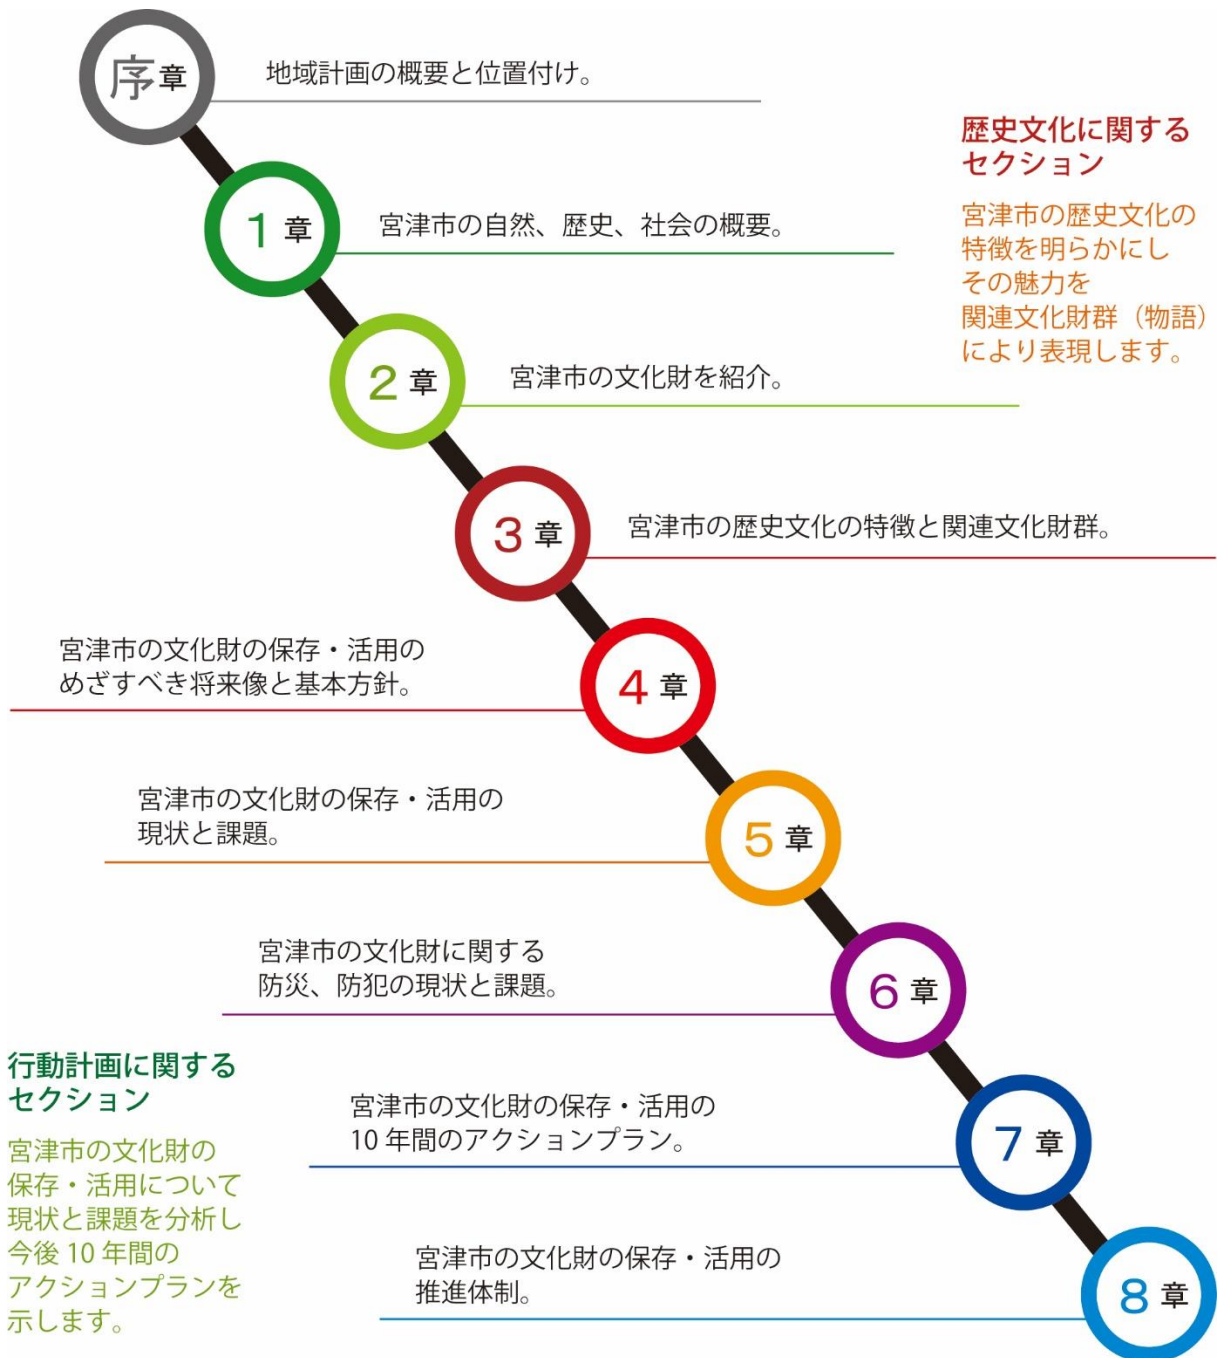 序章
地域計画の概要と位置付け。
歴史文化に関する
セクション
宮津市の歴史文化の
特徴を明らかにし
その魅力を
関連文化財群（物語）
により表現します。
1章
宮津市の自然、歴史、社会の概要。
2章
宮津市の文化財を紹介。
3章
宮津市の歴史文化の特徴と関連文化財群。
宮津市の文化財の保存・活用の
めざすべき将来像と基本方針。
4章
宮津市の文化財の保存・活用の
現状と課題。
5章
宮津市の文化財に関する
防災、防犯の現状と課題。
6章
行動計画に関する
セクション
宮津市の文化財の
保存・活用について
現状と課題を分析し
今後10年間の
アクションプランを
示します。
宮津市の文化財の保存・活用の
10年間のアクションプラン。
7章
宮津市の文化財の保存・活用の
推進体制。
8章